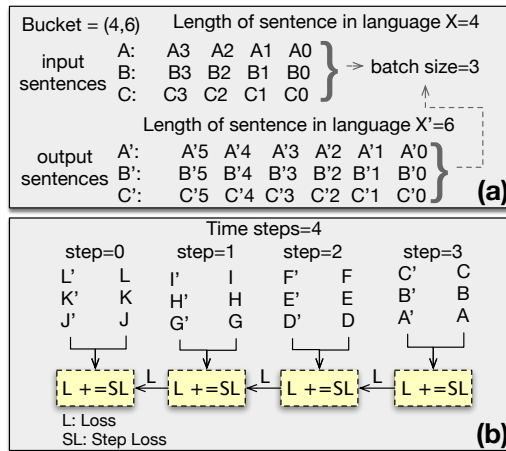 Bucket = (4,6) Length of sentence in language X=4
input sentences
A: A3 A2 A1 A0
B: B3 B2 B1 B0
C: C3 C2 C1 C0
batch size=3
Length of sentence in language X'=6
output sentences
A': A'5 A'4 A'3 A'2 A'1 A'0
B': B'5 B'4 B'3 B'2 B'1 B'0
C': C'5 C'4 C'3 C'2 C'1 C'0
(a)
Time steps=4
step=0 step=1 step=2 step=3
L' L I' I F' F C' C
K' K H' H E' E B' B
J' J G' G D' D A' A
L L L
L +=SL L +=SL L +=SL L +=SL
L: Loss
SL: Step Loss
(b)